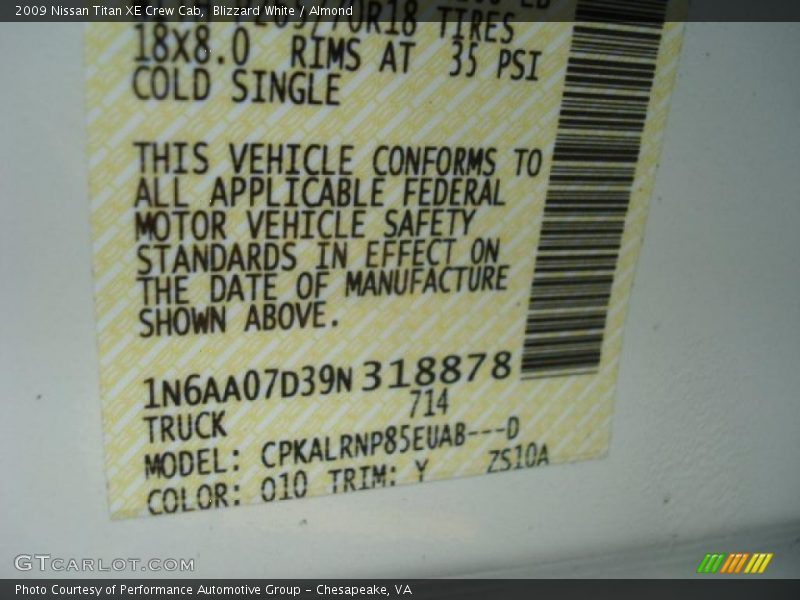 2009 Nissan Titan XE Crew Cab, Blizzard White / Almond
TIRES
18X8.0 RIMS AT 35 PSI
COLD SINGLE
THIS VEHICLE CONFORMS TO
ALL APPLICABLE FEDERAL
MOTOR VEHICLE SAFETY
STANDARDS IN EFFECT ON
THE DATE OF MANUFACTURE
SHOWN ABOVE.
1N6AA07D39N318878
TRUCK 714
MODEL: CPKALRNP85EUAB---D
COLOR: 010 TRIM: Y ZS10A
GTCARLOT.COM
Photo Courtesy of Performance Automotive Group - Chesapeake, VA